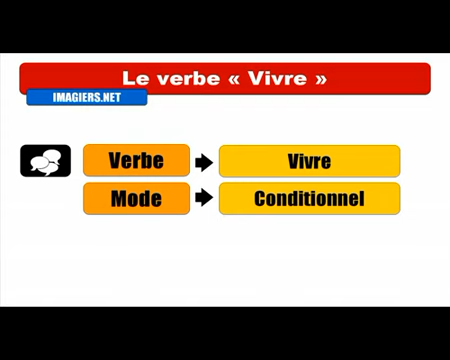 Le verbe « Vivre »
IMAGIERS.NET
Verbe Vivre
Mode Conditionnel